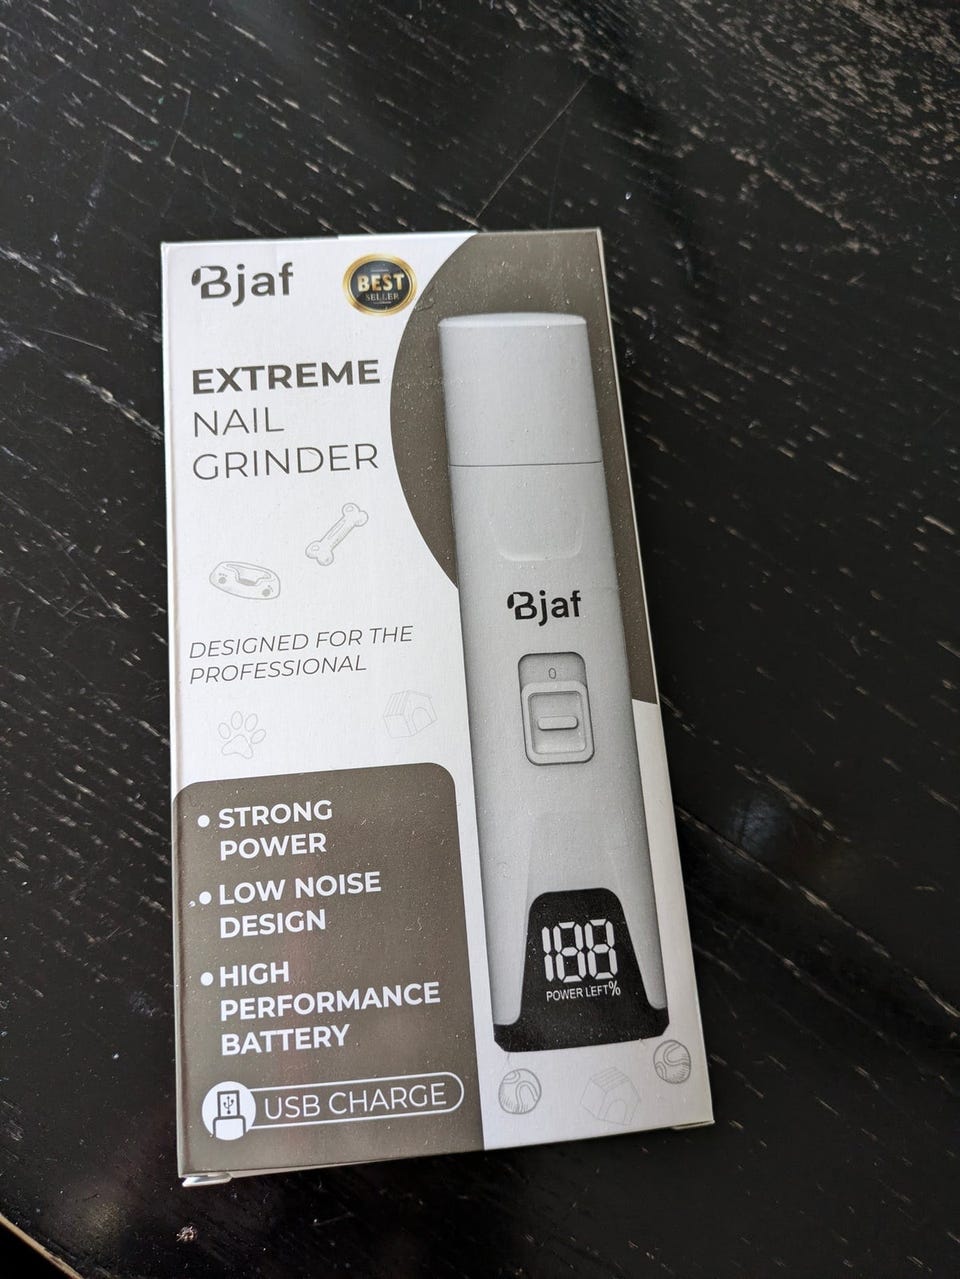 Bjaf
BEST
SELLER
EXTREME
NAIL
GRINDER
DESIGNED FOR THE
PROFESSIONAL
• STRONG
POWER
• LOW NOISE
DESIGN
• HIGH
PERFORMANCE
BATTERY
USB CHARGE
Bjaf
0
188
POWER LEFT%